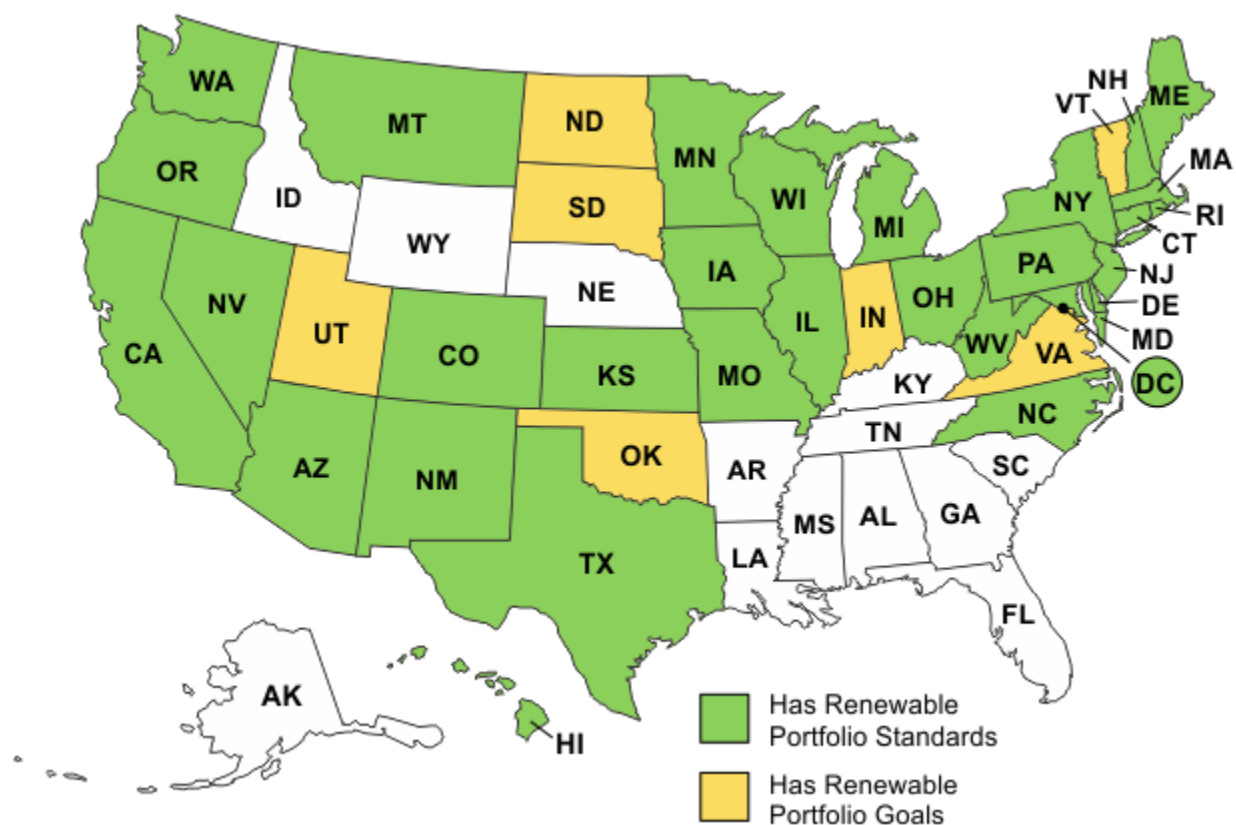 WA
MT
ND
MN
NH
VT
ME
OR
ID
SD
WI
MI
NY
MA
RI
CT
WY
IA
PA
NJ
NV
NE
IL
IN
OH
DE
MD
CA
UT
CO
KS
MO
WV
VA
DC
KY
NC
TN
AZ
NM
OK
AR
SC
MS
AL
GA
TX
LA
FL
AK
HI
Has Renewable
Portfolio Standards
Has Renewable
Portfolio Goals